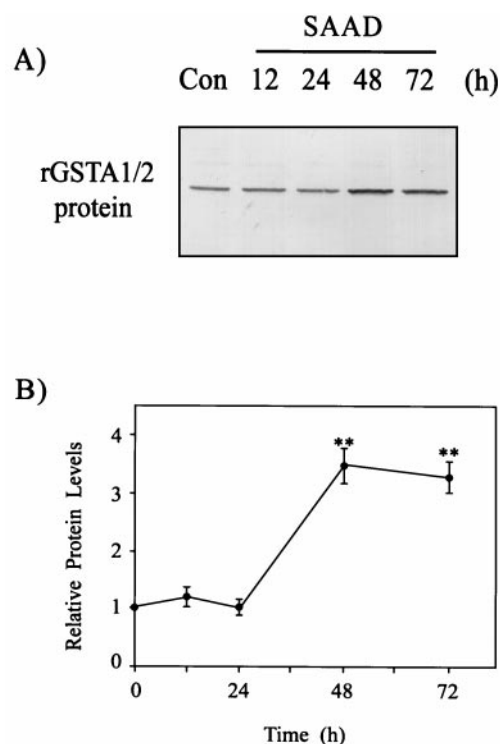 A)
SAAD
Con 12 24 48 72 (h)
rGSTA1/2
protein
B)
Relative Protein Levels
4
3
2
1
0
** **
0 24 48 72
Time (h)